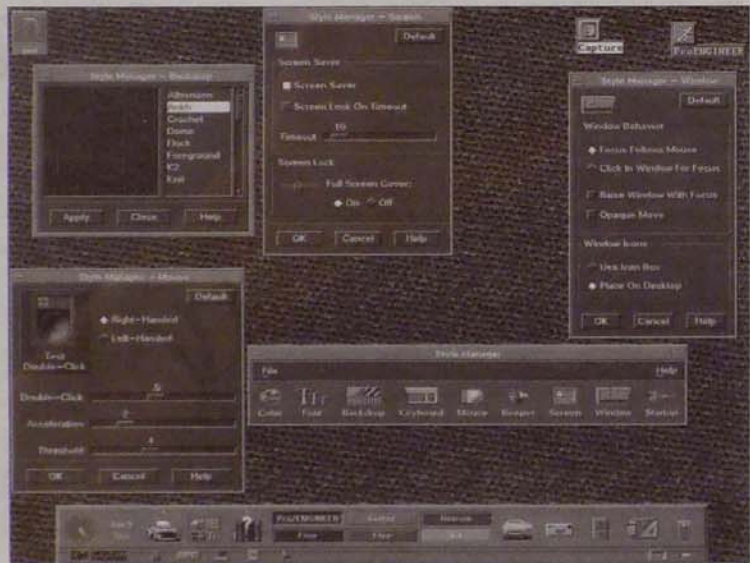 Style Manager - Screen
Default
Screen Saver
Screen Saver
Screen Lock On Timeout
Timeout
10
Screen Lock
Full Screen Cover:
On
Off
OK
Cancel
Help
Capture
Pro/ENGINEER
Style Manager - Backdrop
Crochet
Dome
Foreground
K2
Knit
Apply
Close
Help
Style Manager - Window
Default
Window Behavior
Focus Follows Mouse
Click In Window For Focus
Raise Window With Focus
Opaque Move
Window Icons
Use Icon Box
Place On Desktop
OK
Cancel
Help
Style Manager - Mouse
Default
Right-Handed
Left-Handed
Test
Double-Click
Double-Click
.5
Acceleration
2
Threshold
4
OK
Cancel
Help
Style Manager
File
Help
Color
Font
Backdrop
Keyboard
Mouse
Beeper
Screen
Window
Startup
Pro/ENGINEER